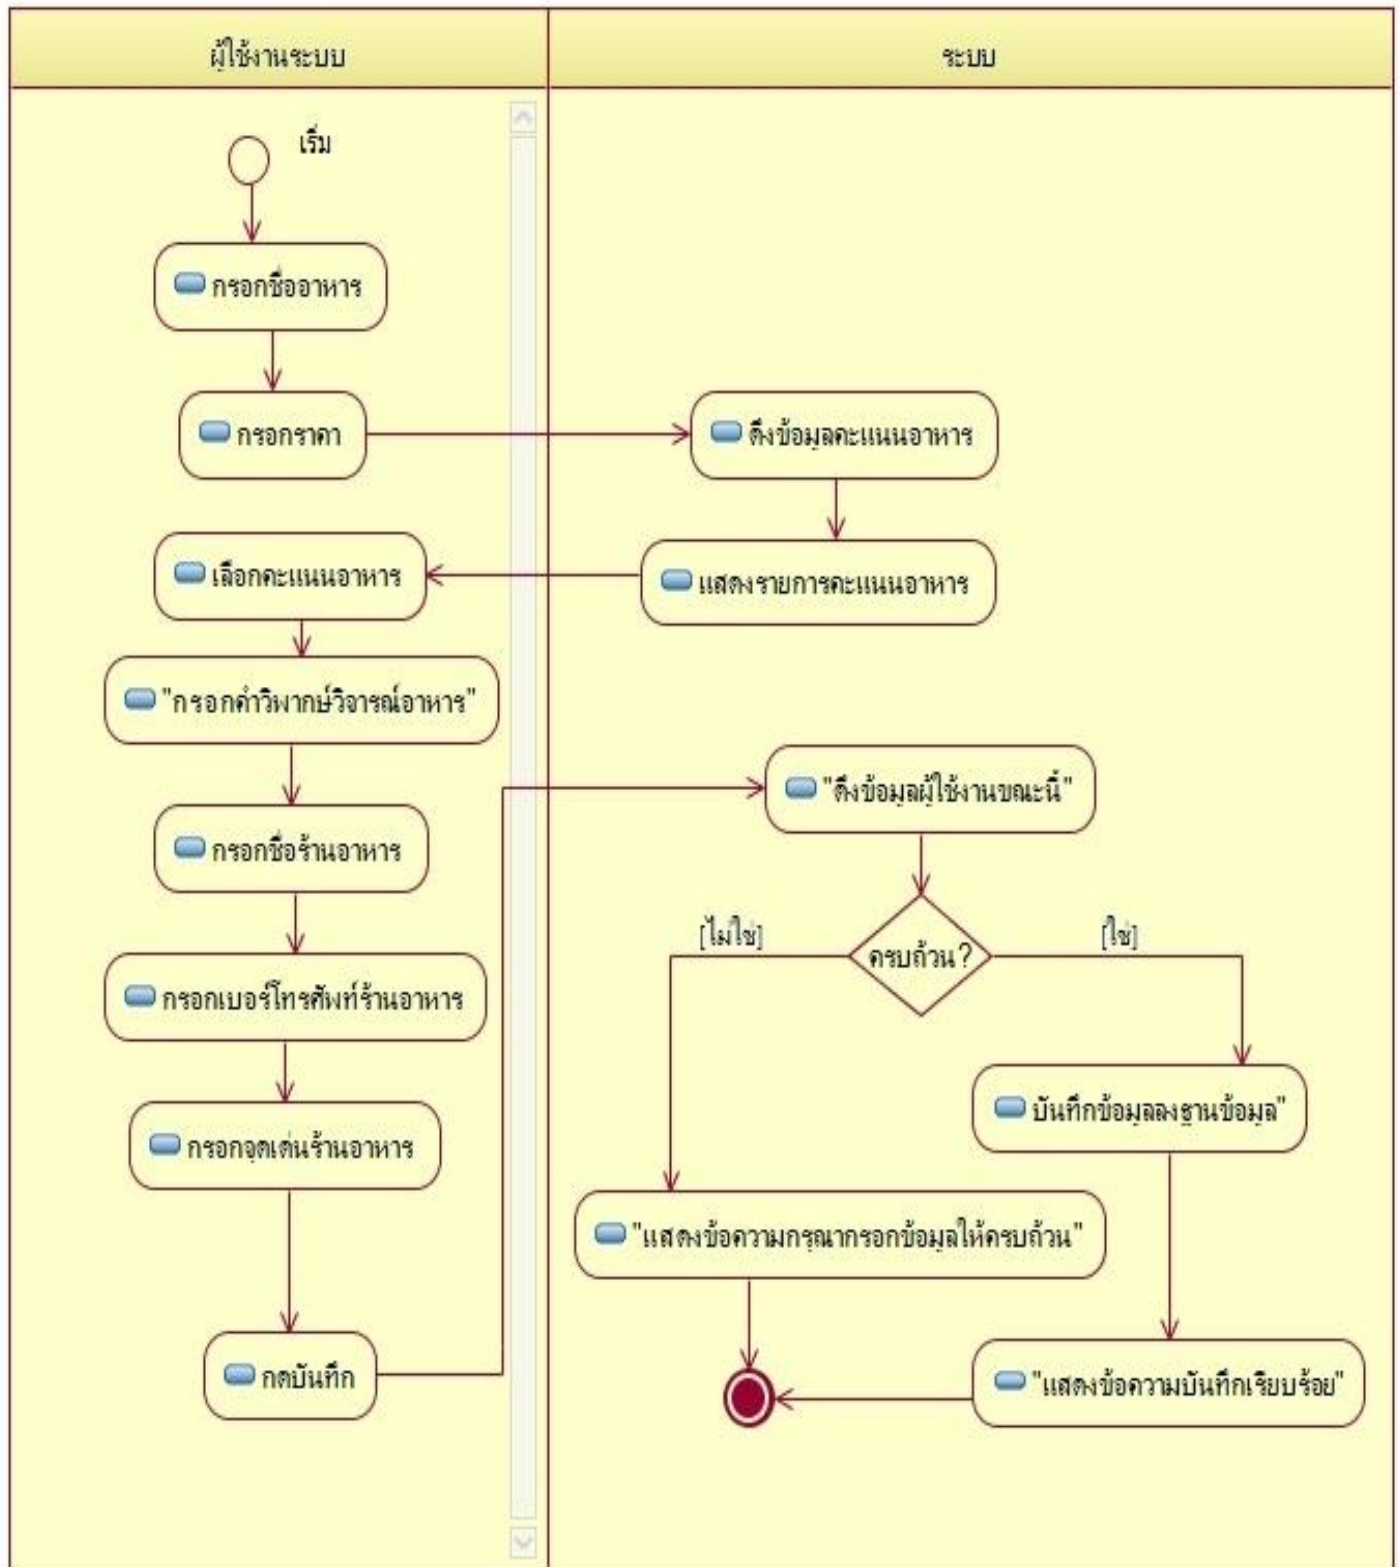 ผู้ใช้งานระบบ
ระบบ
เริ่ม
กรอกชื่ออาหาร
กรอกราคา
ดึงข้อมูลคะแนนอาหาร
เลือกคะแนนอาหาร
แสดงรายการคะแนนอาหาร
"กรอกคำวิพากษ์วิจารณ์อาหาร"
"ดึงข้อมูลผู้ใช้งานขณะนี้"
กรอกชื่อร้านอาหาร
[ไม่ใช่]
[ใช่]
ครบถ้วน?
กรอกเบอร์โทรศัพท์ร้านอาหาร
บันทึกข้อมูลลงฐานข้อมูล"
กรอกจุดเด่นร้านอาหาร
"แสดงข้อความกรุณากรอกข้อมูลให้ครบถ้วน"
กดบันทึก
"แสดงข้อความบันทึกเรียบร้อย"